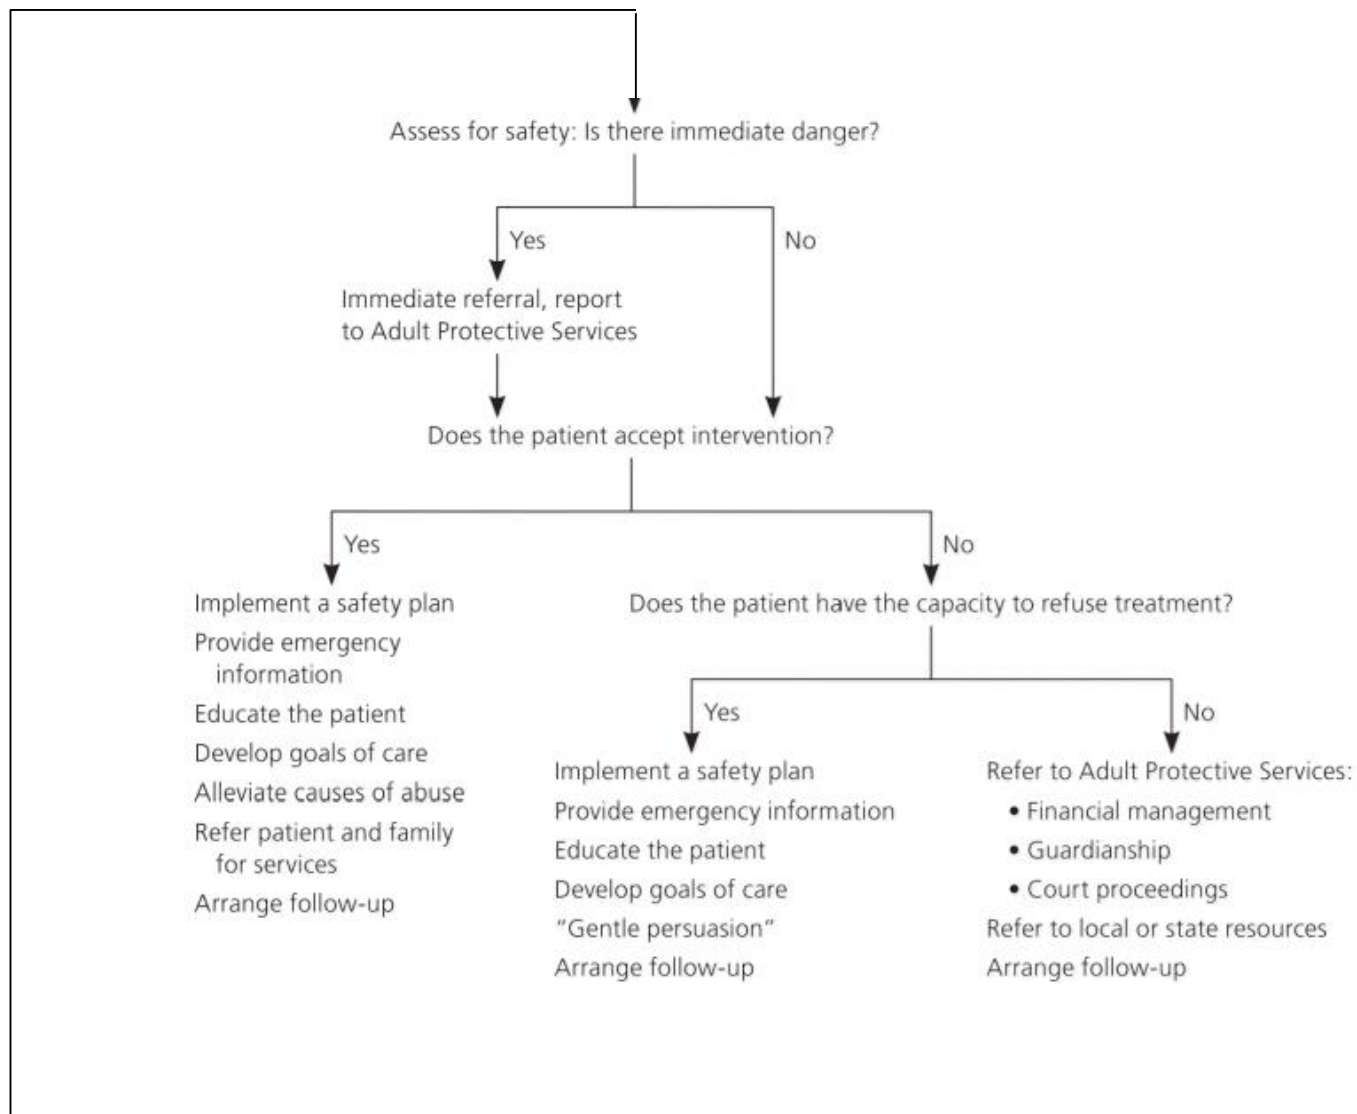 Assess for safety: Is there immediate danger?
Yes
No
Immediate referral, report
to Adult Protective Services
Does the patient accept intervention?
Yes
No
Implement a safety plan
Provide emergency
information
Educate the patient
Develop goals of care
Alleviate causes of abuse
Refer patient and family
for services
Arrange follow-up
Does the patient have the capacity to refuse treatment?
Yes
No
Implement a safety plan
Provide emergency information
Educate the patient
Develop goals of care
“Gentle persuasion”
Arrange follow-up
Refer to Adult Protective Services:
• Financial management
• Guardianship
• Court proceedings
Refer to local or state resources
Arrange follow-up